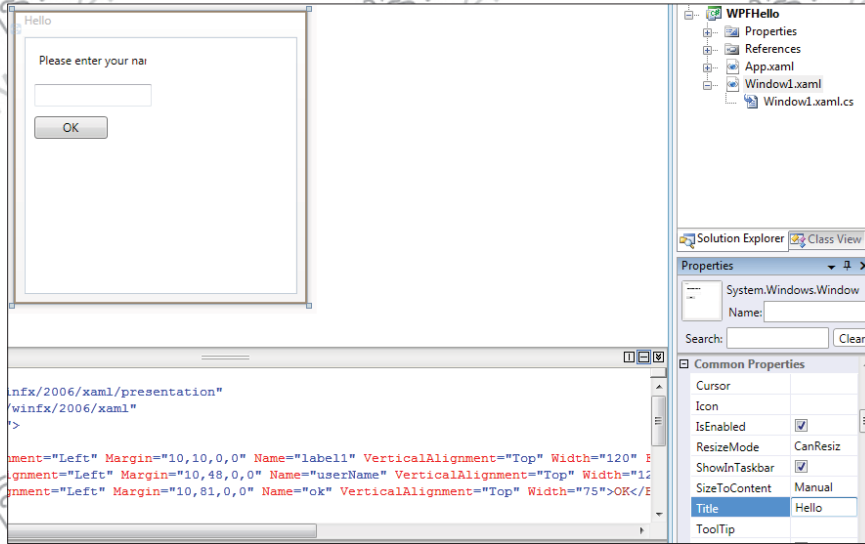 Hello
Please enter your nar
OK
WPFHello
Properties
References
App.xaml
Window1.xaml
Window1.xaml.cs
Solution Explorer Class View
Properties
System.Windows.Window
Name:
Search: Clear
Common Properties
Cursor
Icon
IsEnabled
ResizeMode CanResiz
ShowInTaskbar
SizeToContent Manual
Title Hello
ToolTip
infx/2006/xaml/presentation"
/winfx/2006/xaml"
">
nment="Left" Margin="10,10,0,0" Name="label1" VerticalAlignment="Top" Width="120"
ignment="Left" Margin="10,48,0,0" Name="userName" VerticalAlignment="Top" Width="12
gnment="Left" Margin="10,81,0,0" Name="ok" VerticalAlignment="Top" Width="75">OK</